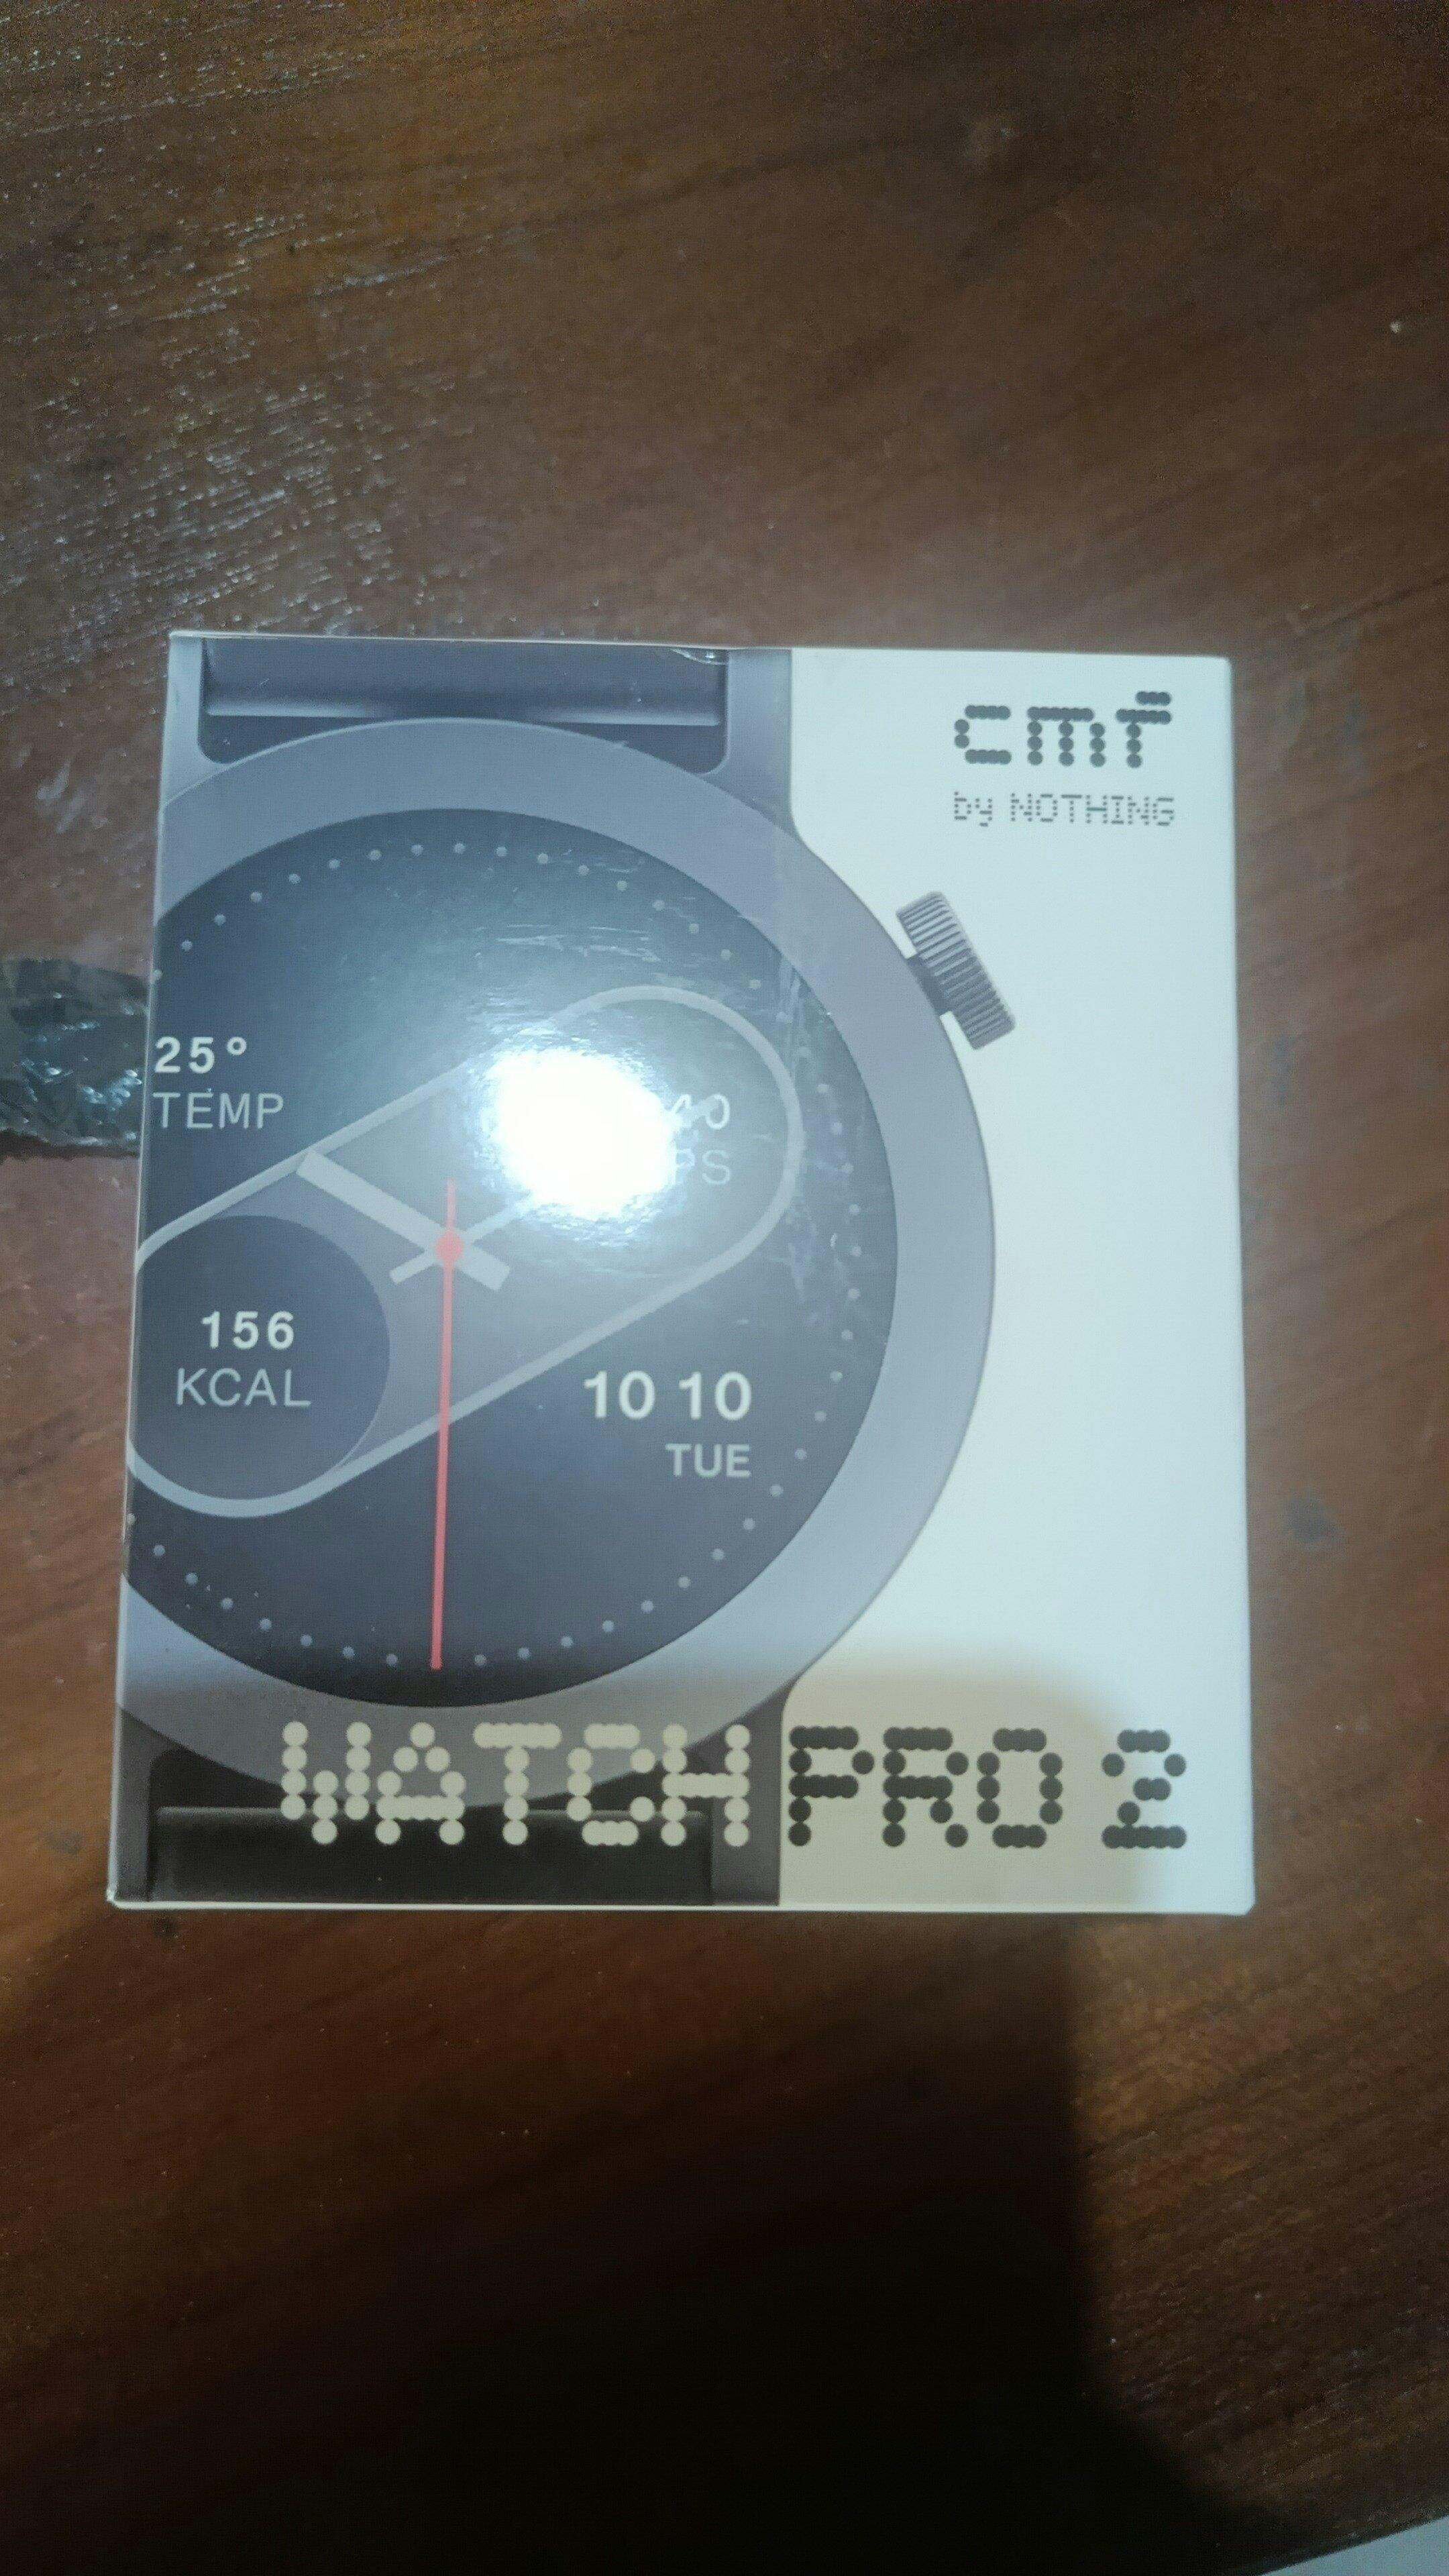 cmf
by NOTHING
25°
TEMP
156
KCAL
10 10
TUE
WATCH PRO 2